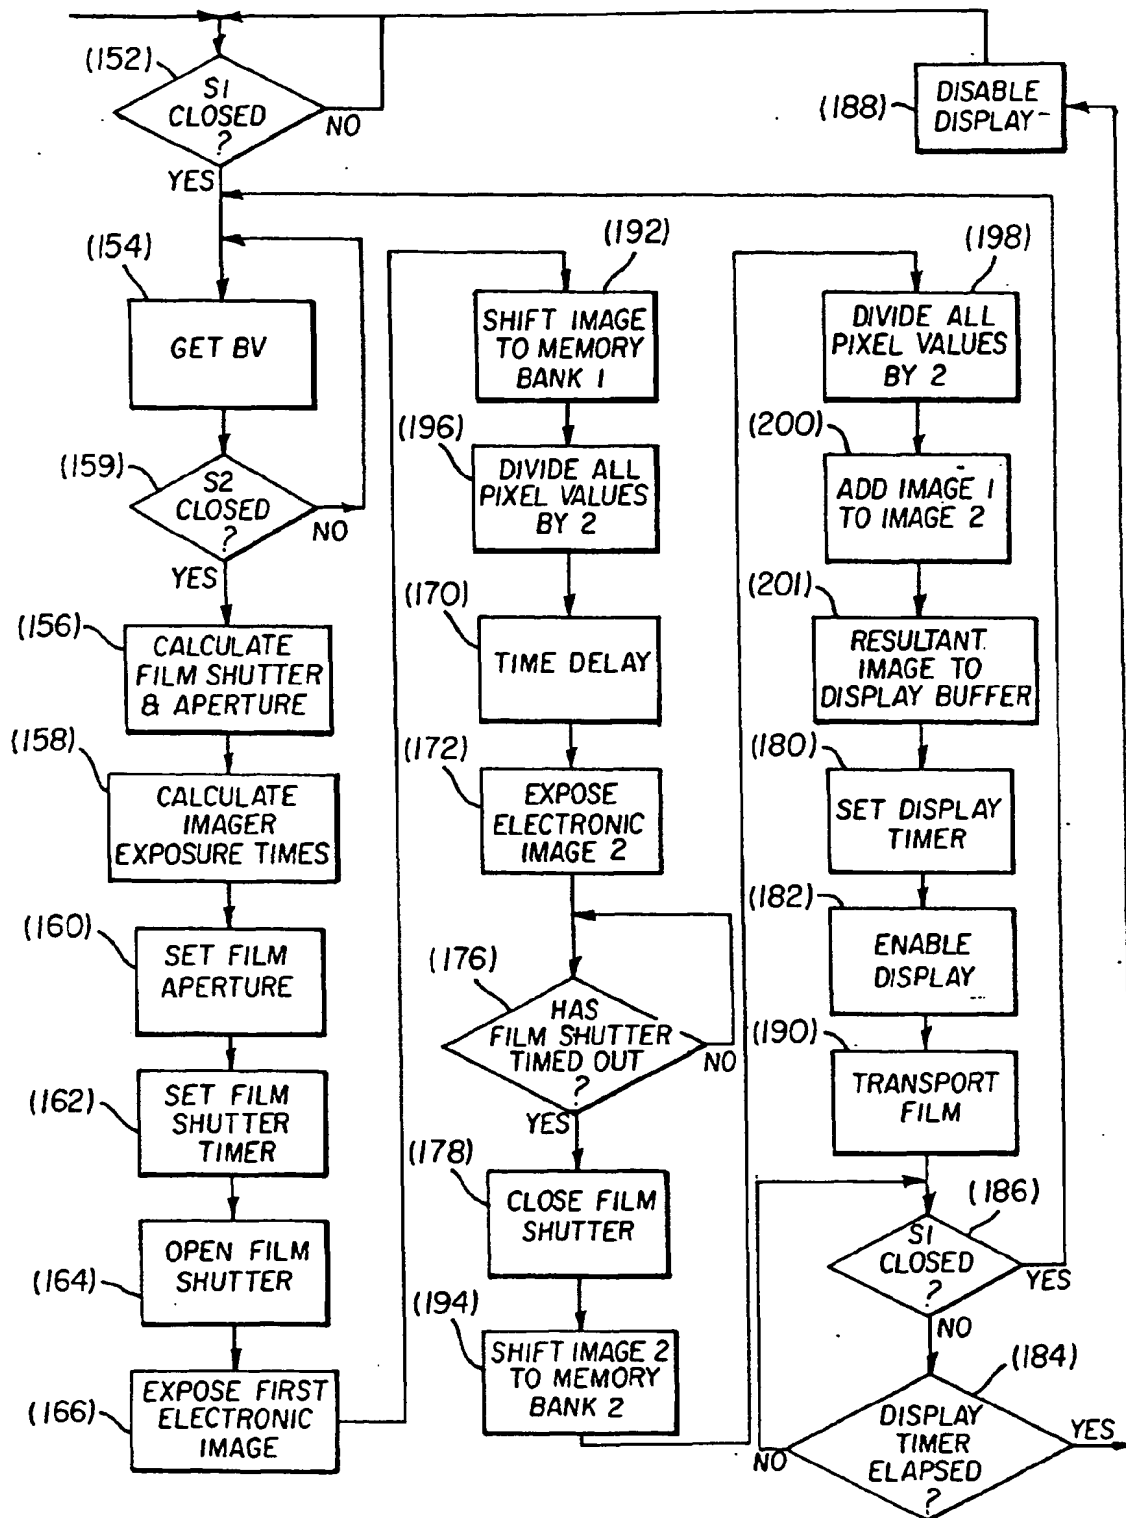 (152)
S1
CLOSED
?
NO
YES
(188)
DISABLE
DISPLAY
(154)
GET BV
(159)
S2
CLOSED
?
NO
YES
(156)
CALCULATE
FILM SHUTTER
& APERTURE
(158)
CALCULATE
IMAGER
EXPOSURE TIMES
(160)
SET FILM
APERTURE
(162)
SET FILM
SHUTTER
TIMER
(164)
OPEN FILM
SHUTTER
(166)
EXPOSE FIRST
ELECTRONIC
IMAGE
(192)
SHIFT IMAGE
TO MEMORY
BANK 1
(196)
DIVIDE ALL
PIXEL VALUES
BY 2
(170)
TIME DELAY
(172)
EXPOSE
ELECTRONIC
IMAGE 2
(176)
HAS
FILM SHUTTER
TIMED OUT
?
NO
YES
(178)
CLOSE FILM
SHUTTER
(194)
SHIFT IMAGE 2
TO MEMORY
BANK 2
(198)
DIVIDE ALL
PIXEL VALUES
BY 2
(200)
ADD IMAGE 1
TO IMAGE 2
(201)
RESULTANT
IMAGE TO
DISPLAY BUFFER
(180)
SET DISPLAY
TIMER
(182)
ENABLE
DISPLAY
(190)
TRANSPORT
FILM
(186)
S1
CLOSED
?
YES
NO
(184)
DISPLAY
TIMER
ELAPSED
?
YES
NO